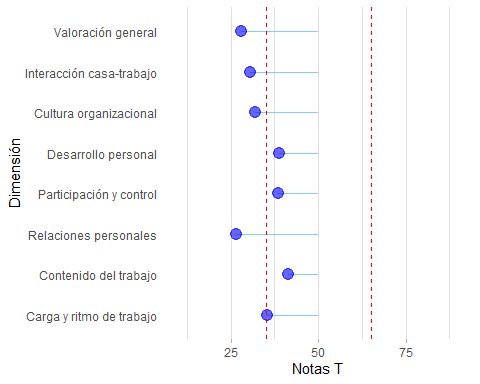 Valoración general
Interacción casa-trabajo
Cultura organizacional
Desarrollo personal
Participación y control
Relaciones personales
Contenido del trabajo
Carga y ritmo de trabajo
Dimensión
25 50 75
Notas T